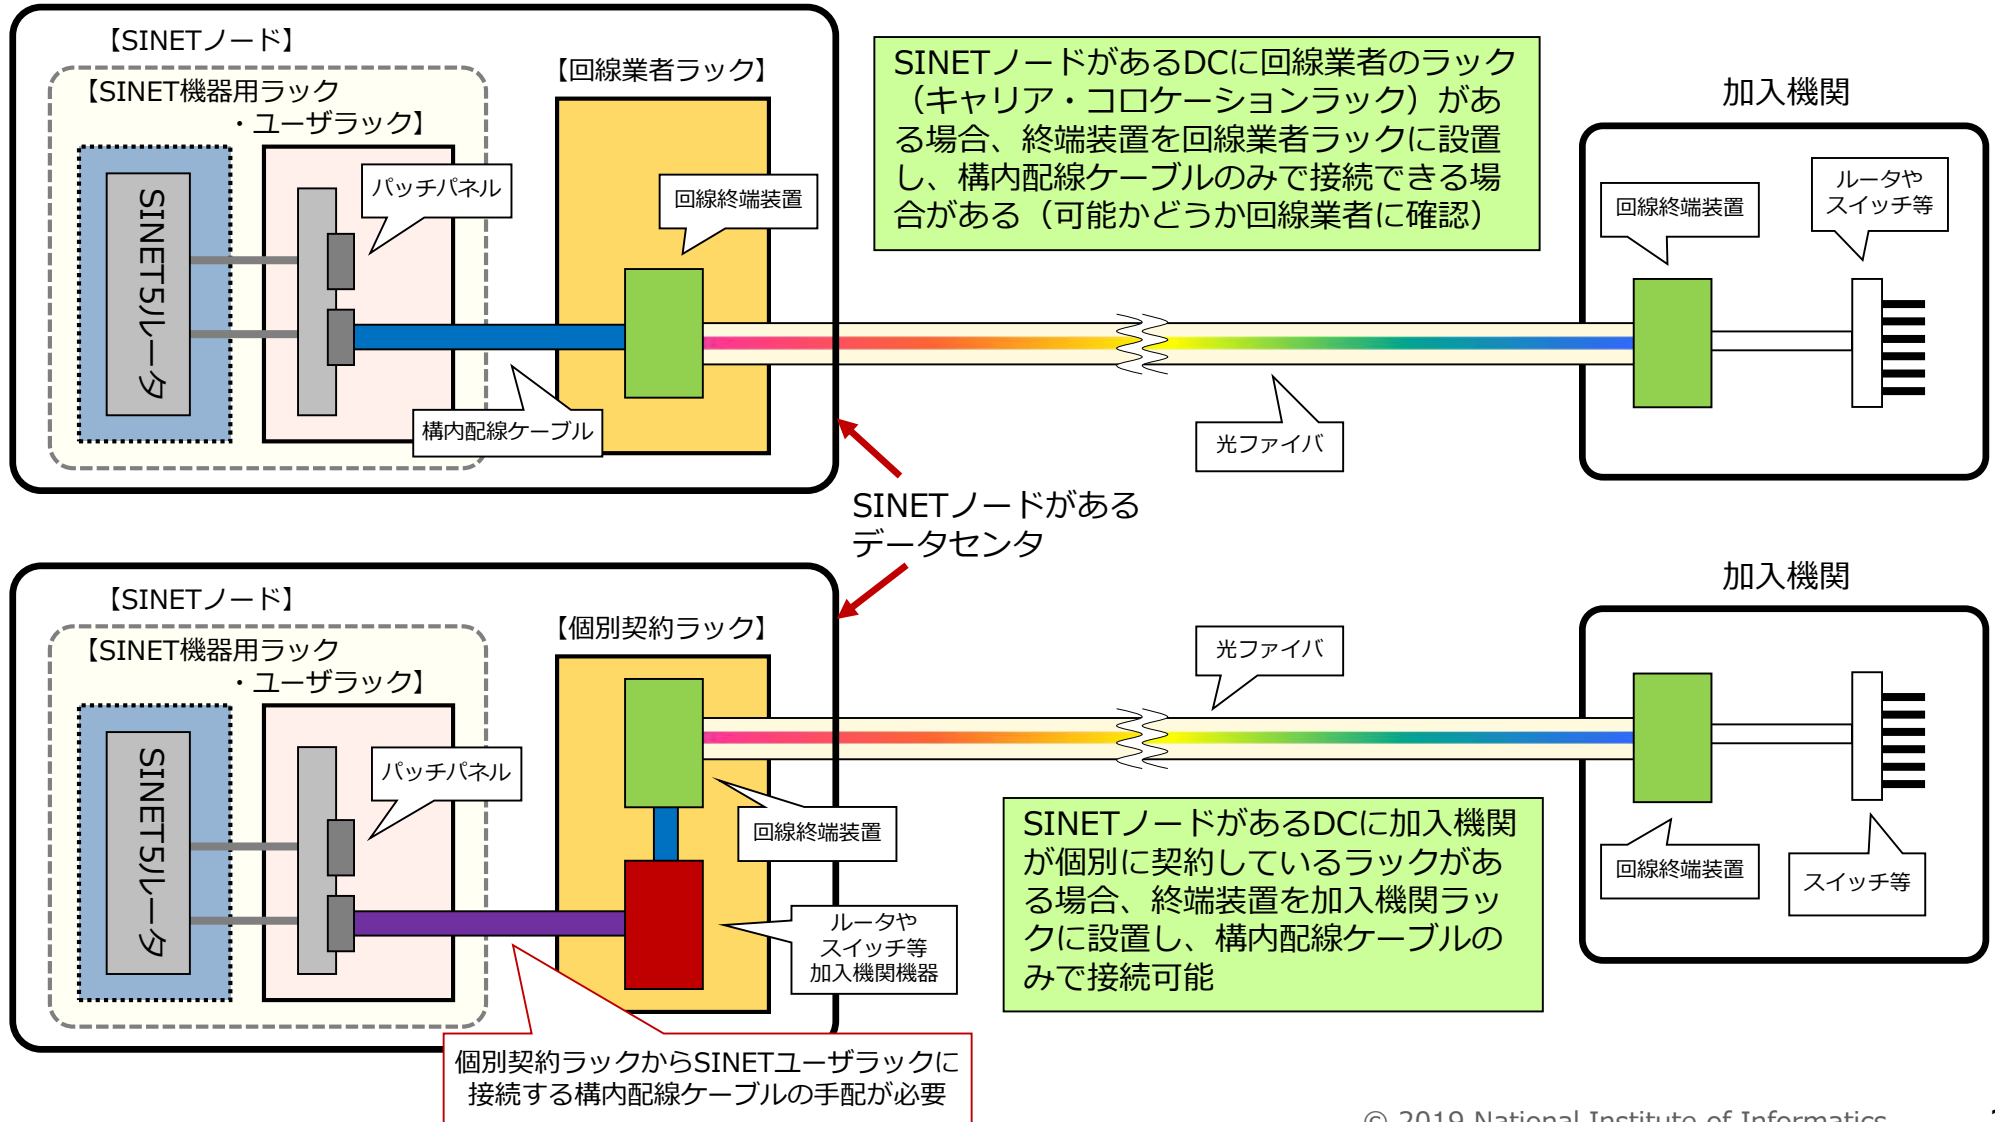 【SINETノード】
【SINET機器用ラック
・ユーザラック】
SINET5ルータ
パッチパネル
構内配線ケーブル
【回線業者ラック】
回線終端装置
SINETノードがあるDCに回線業者のラック
（キャリア・コロケーションラック）があ
る場合、終端装置を回線業者ラックに設置
し、構内配線ケーブルのみで接続できる場
合がある（可能かどうか回線業者に確認）
光ファイバ
加入機関
回線終端装置
ルータや
スイッチ等
SINETノードがある
データセンタ
【SINETノード】
【SINET機器用ラック
・ユーザラック】
SINET5ルータ
パッチパネル
【個別契約ラック】
回線終端装置
ルータや
スイッチ等
加入機関機器
個別契約ラックからSINETユーザラックに
接続する構内配線ケーブルの手配が必要
光ファイバ
SINETノードがあるDCに加入機関
が個別に契約しているラックがあ
る場合、終端装置を加入機関ラッ
クに設置し、構内配線ケーブルの
みで接続可能
加入機関
回線終端装置
スイッチ等
© 2019 National Institute of Informatics